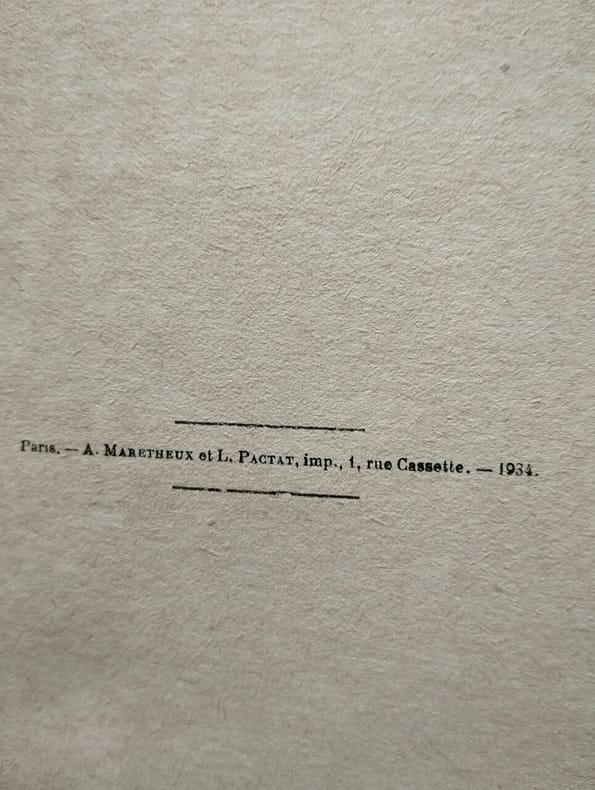 Paris. — A. MARETHEUX et L. PACTAT, imp., 1, rue Cassette. — 1934.